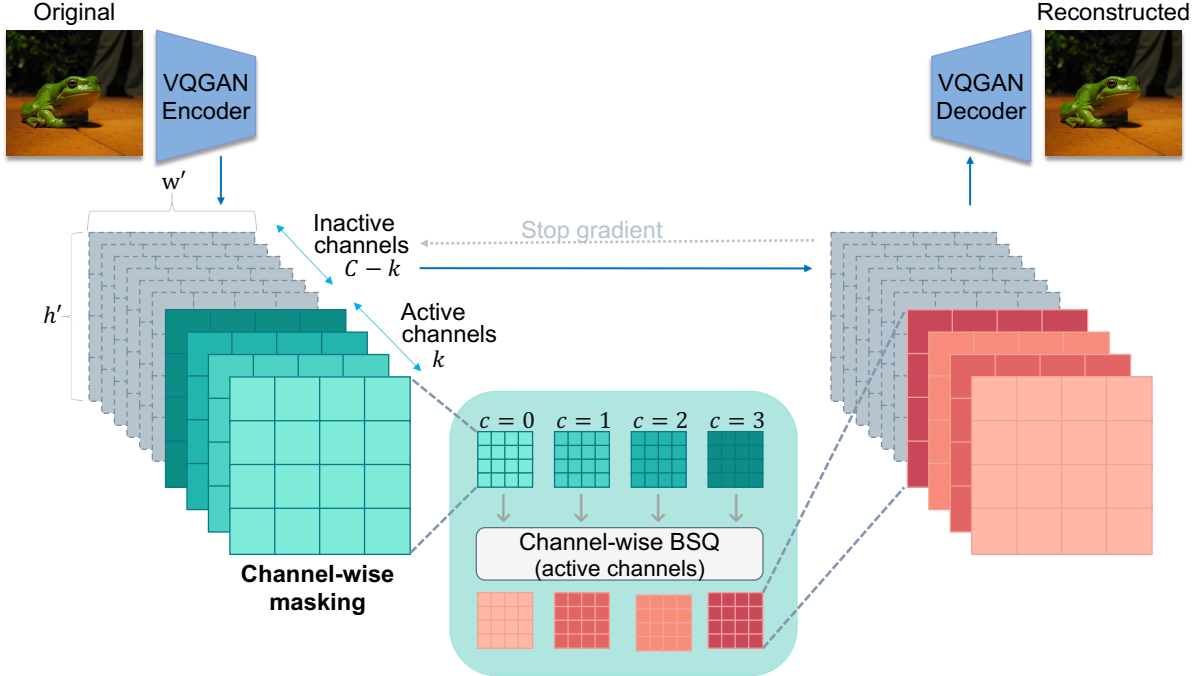 Original
Reconstructed
VQGAN
Encoder
VQGAN
Decoder
w′
Inactive
channels
C − k
Stop gradient
h′
Active
channels
k
c = 0
c = 1
c = 2
c = 3
Channel-wise BSQ
(active channels)
Channel-wise
masking